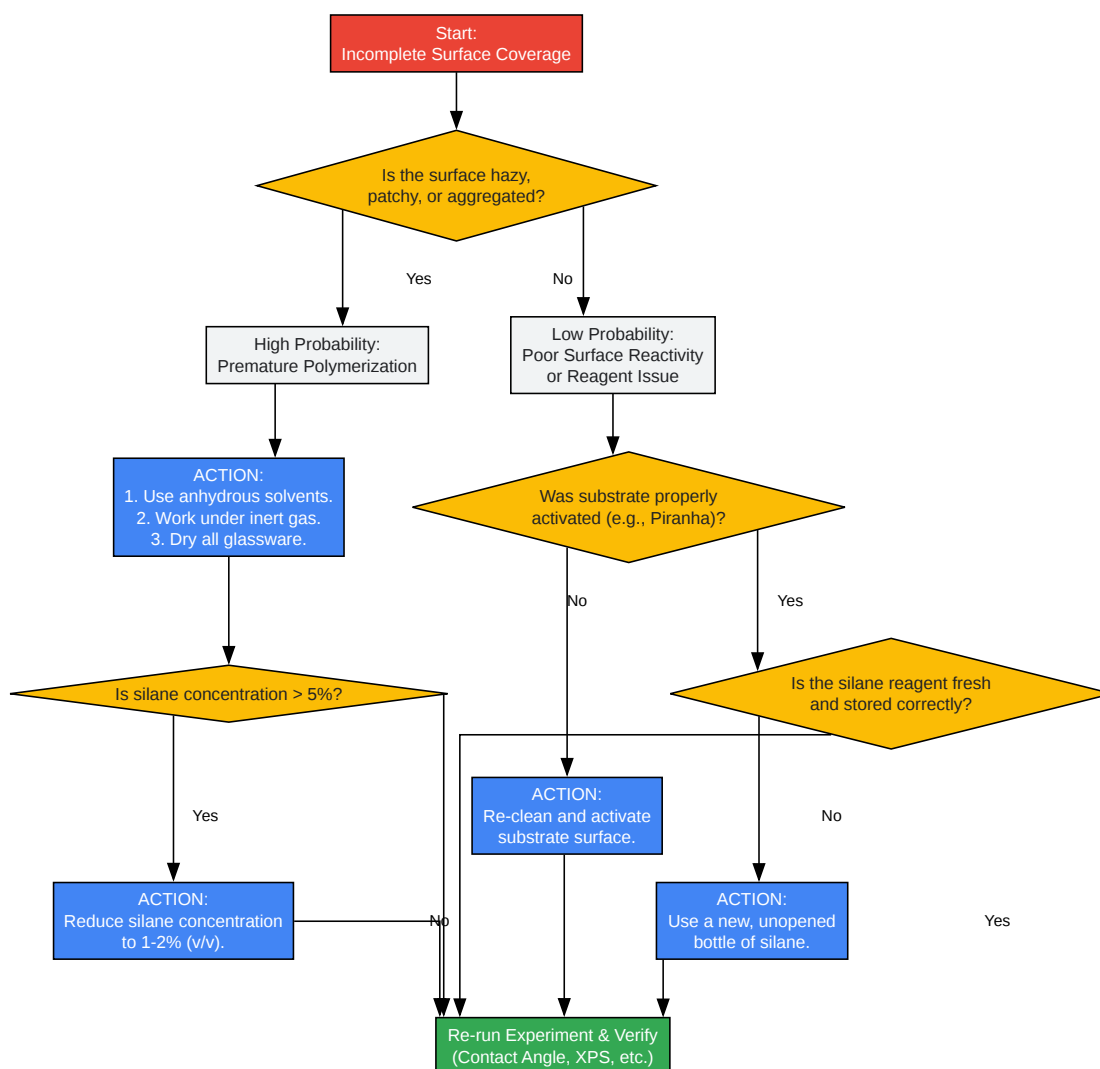 Start:
Incomplete Surface Coverage
Is the surface hazy,
patchy, or aggregated?
Yes
No
High Probability:
Premature Polymerization
Low Probability:
Poor Surface Reactivity
or Reagent Issue
ACTION:
1. Use anhydrous solvents.
2. Work under inert gas.
3. Dry all glassware.
Was substrate properly
activated (e.g., Piranha)?
No
Yes
Is silane concentration > 5%?
Is the silane reagent fresh
and stored correctly?
Yes
ACTION:
Re-clean and activate
substrate surface.
No
ACTION:
Reduce silane concentration
to 1-2% (v/v).
No
ACTION:
Use a new, unopened
bottle of silane.
Yes
Re-run Experiment & Verify
(Contact Angle, XPS, etc.)